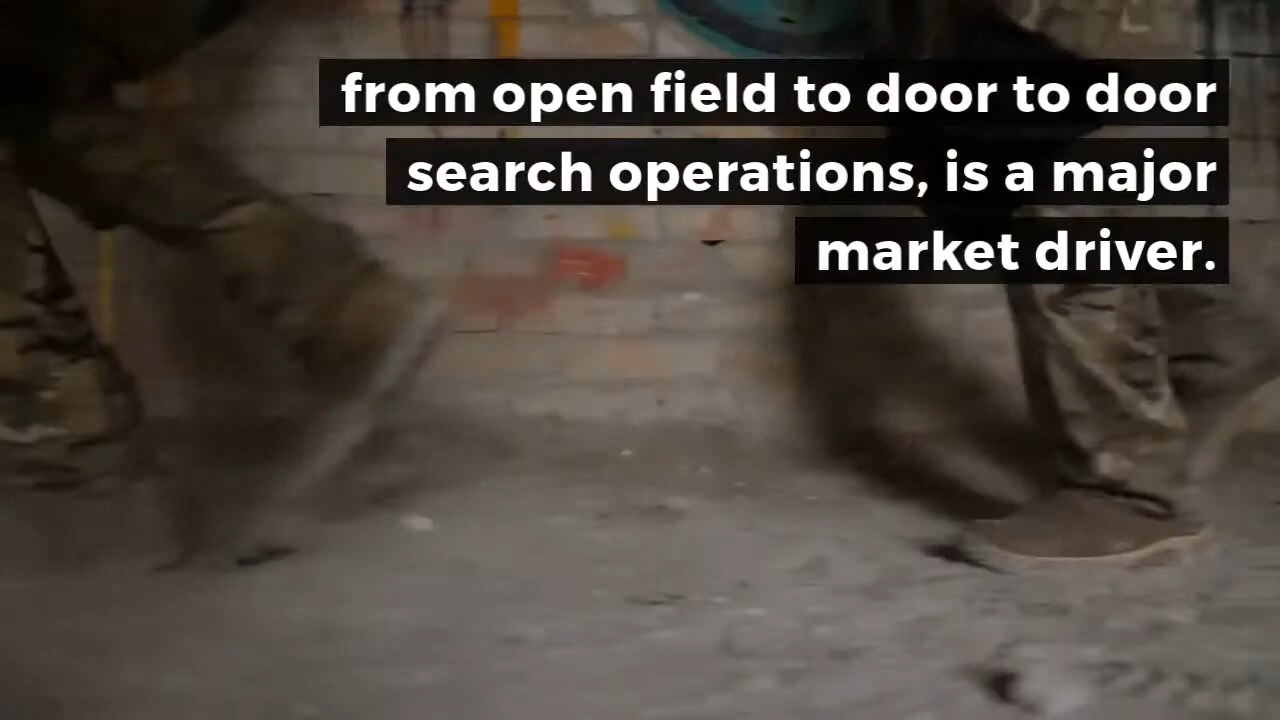 from open field to door to door
search operations, is a major
market driver.